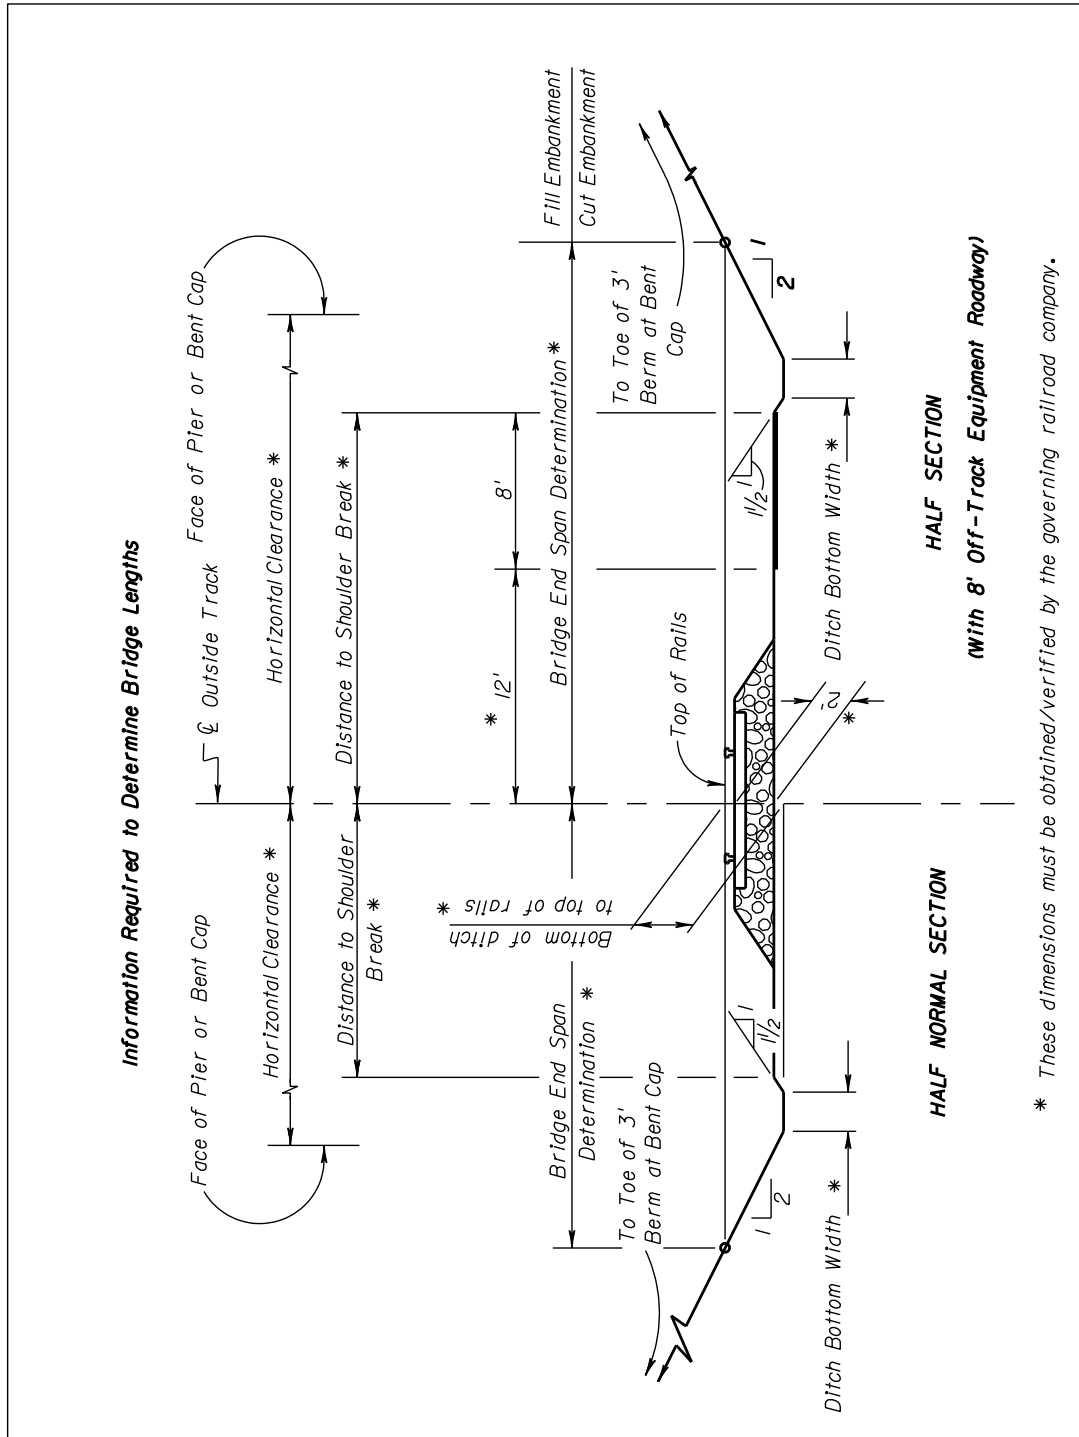 Information Required to Determine Bridge Lengths
℄ Outside Track
Face of Pier or Bent Cap
Face of Pier or Bent Cap
Horizontal Clearance *
Horizontal Clearance *
Distance to Shoulder
Break *
Distance to Shoulder Break *
* 12'
8'
Bottom of ditch
to top of rails *
Bridge End Span
Determination *
Bridge End Span Determination *
Fill Embankment
Cut Embankment
To Toe of 3'
Berm at Bent Cap
To Toe of 3'
Berm at Bent
Cap
Top of Rails
1
2
1
1 1/2
1
1 1/2
1
2
2'
*
Ditch Bottom Width *
Ditch Bottom Width *
HALF NORMAL SECTION
HALF SECTION
(With 8' Off-Track Equipment Roadway)
* These dimensions must be obtained/verified by the governing railroad company.